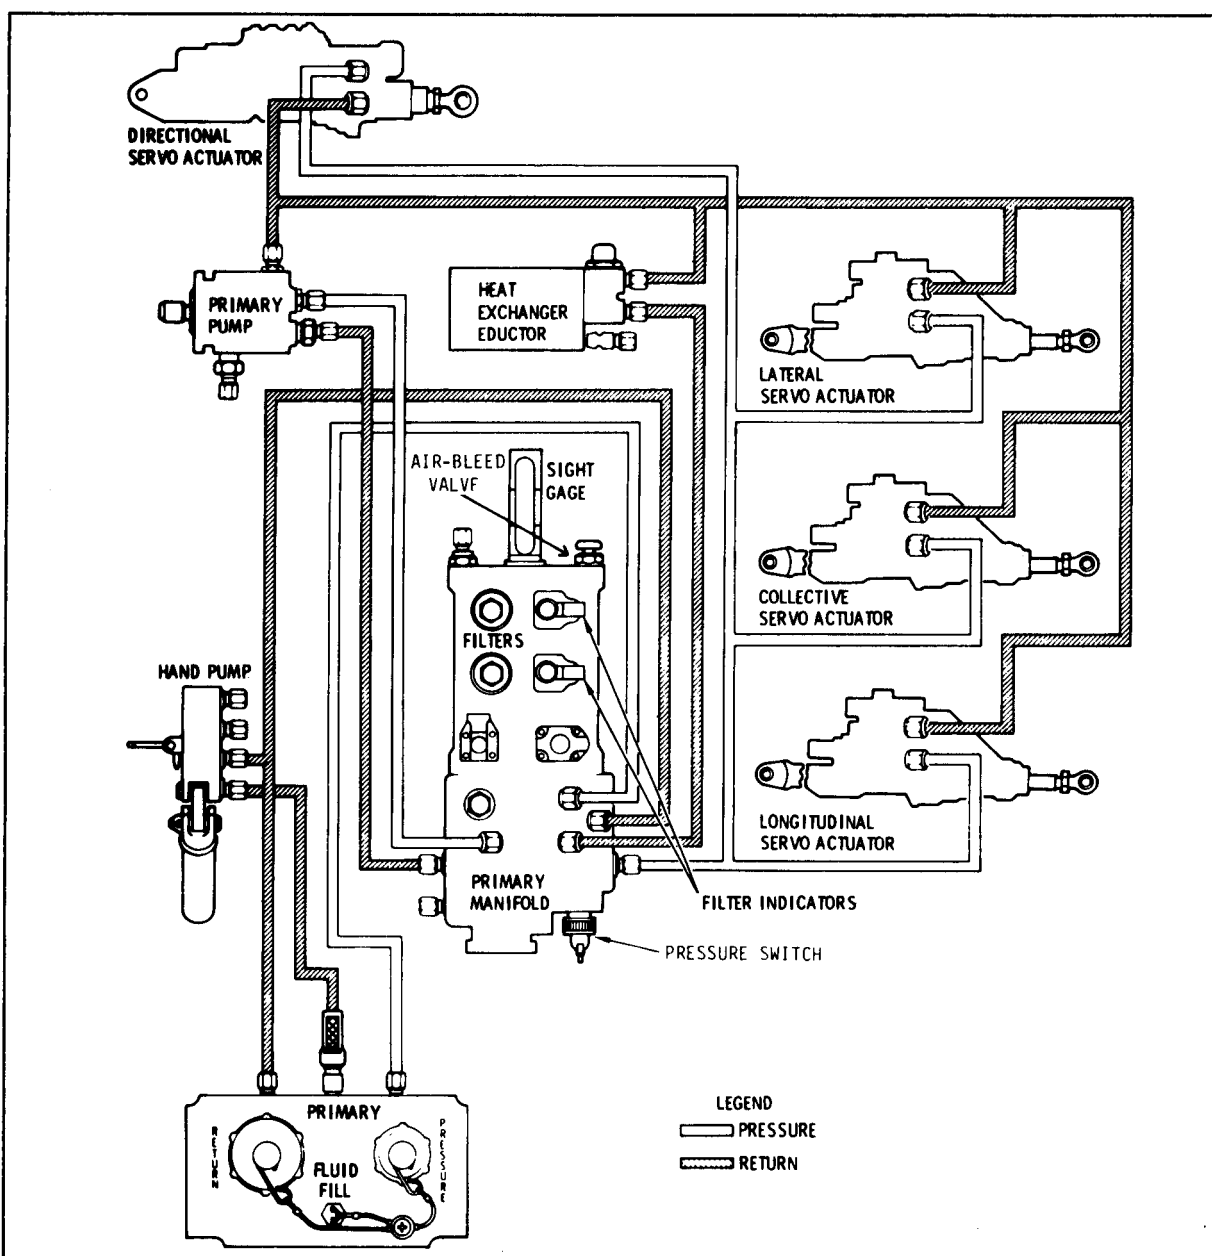 DIRECTIONAL
SERVO ACTUATOR
PRIMARY
PUMP
HEAT
EXCHANGER
EDUCTOR
LATERAL
SERVO ACTUATOR
AIR-BLEED
VALVE
SIGHT
GAGE
COLLECTIVE
SERVO ACTUATOR
FILTERS
HAND PUMP
LONGITUDINAL
SERVO ACTUATOR
PRIMARY
MANIFOLD
FILTER INDICATORS
PRESSURE SWITCH
PRIMARY
RETURN
PRESSURE
FLUID
FILL
LEGEND
PRESSURE
RETURN